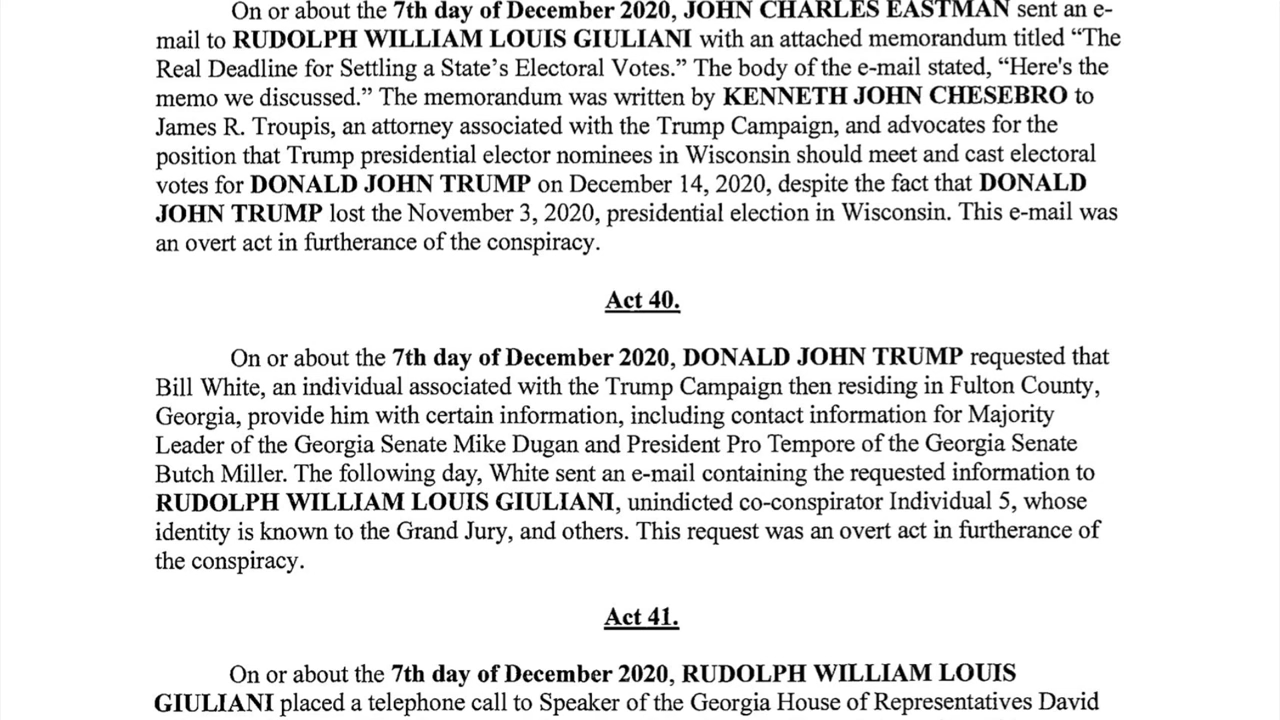 On or about the 7th day of December 2020, JOHN CHARLES EASTMAN sent an e-
mail to RUDOLPH WILLIAM LOUIS GIULIANI with an attached memorandum titled “The
Real Deadline for Settling a State’s Electoral Votes.” The body of the e-mail stated, “Here's the
memo we discussed.” The memorandum was written by KENNETH JOHN CHESEBRO to
James R. Troupis, an attorney associated with the Trump Campaign, and advocates for the
position that Trump presidential elector nominees in Wisconsin should meet and cast electoral
votes for DONALD JOHN TRUMP on December 14, 2020, despite the fact that DONALD
JOHN TRUMP lost the November 3, 2020, presidential election in Wisconsin. This e-mail was
an overt act in furtherance of the conspiracy.
Act 40.
On or about the 7th day of December 2020, DONALD JOHN TRUMP requested that
Bill White, an individual associated with the Trump Campaign then residing in Fulton County,
Georgia, provide him with certain information, including contact information for Majority
Leader of the Georgia Senate Mike Dugan and President Pro Tempore of the Georgia Senate
Butch Miller. The following day, White sent an e-mail containing the requested information to
RUDOLPH WILLIAM LOUIS GIULIANI, unindicted co-conspirator Individual 5, whose
identity is known to the Grand Jury, and others. This request was an overt act in furtherance of
the conspiracy.
Act 41.
On or about the 7th day of December 2020, RUDOLPH WILLIAM LOUIS
GIULIANI placed a telephone call to Speaker of the Georgia House of Representatives David